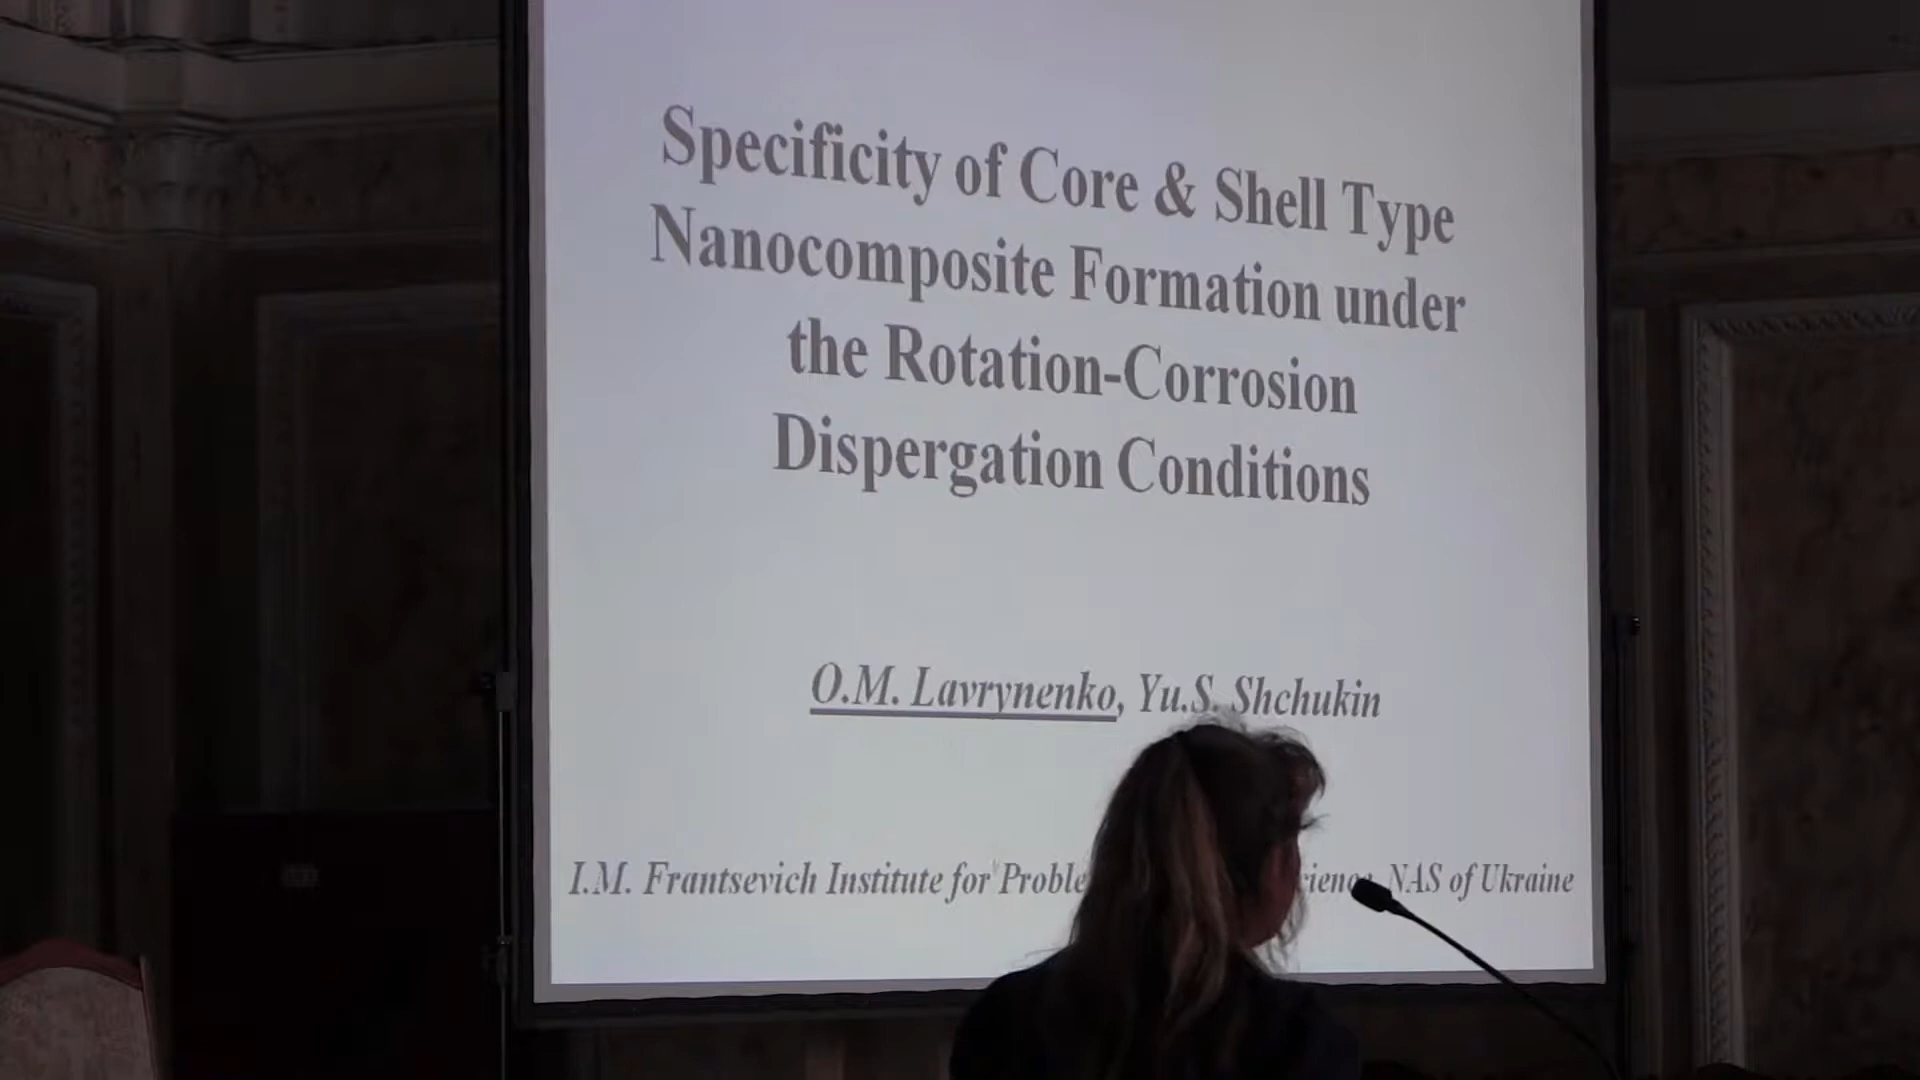 Specificity of Core & Shell Type
Nanocomposite Formation under
the Rotation-Corrosion
Dispergation Conditions
O.M. Lavrynenko, Yu.S. Shchukin
I.M. Frantsevich Institute for NAS of Ukraine